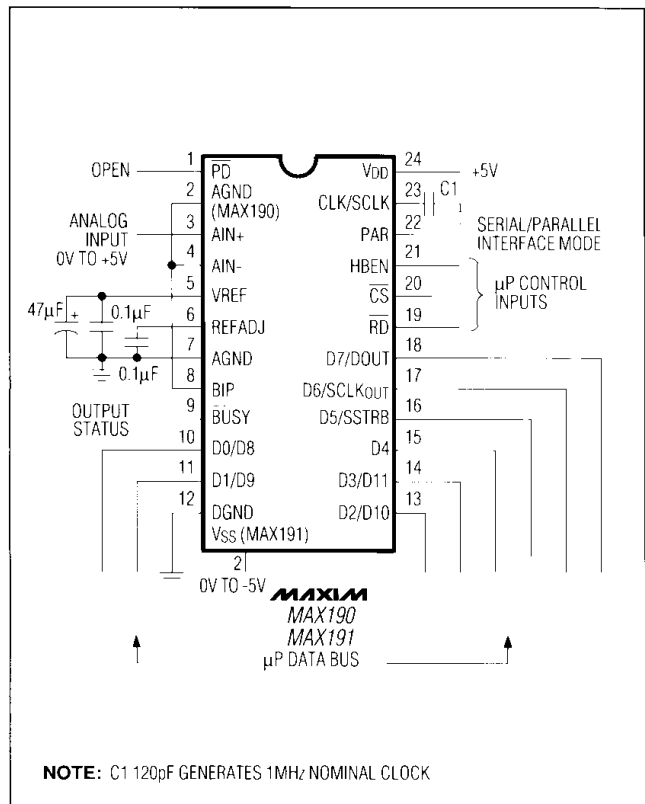 OPEN
ANALOG
INPUT
0V TO +5V
47µF
+
0.1µF
0.1µF
OUTPUT
STATUS
1 PD
2 AGND
(MAX190)
3 AIN+
4 AIN-
5 VREF
6 REFADJ
7 AGND
8 BIP
9 BUSY
10 D0/D8
11 D1/D9
12 DGND
VSS (MAX191)
2
0V TO -5V
VDD 24 +5V
CLK/SCLK 23 C1
PAR 22 SERIAL/PARALLEL
INTERFACE MODE
HBEN 21
CS 20 µP CONTROL
INPUTS
RD 19
D7/DOUT 18
D6/SCLKOUT 17
D5/SSTRB 16
D4 15
D3/D11 14
D2/D10 13
MAXIM
MAX190
MAX191
µP DATA BUS
NOTE: C1 120pF GENERATES 1MHz NOMINAL CLOCK